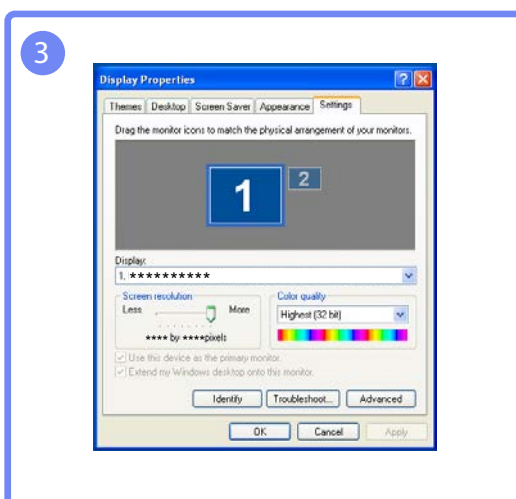 3
Display Properties
Themes Desktop Screen Saver Appearance Settings
Drag the monitor icons to match the physical arrangement of your monitors.
1 2
Display:
1. **********
Screen resolution Color quality
Less More Highest (32 bit)
**** by ****pixels
Use this device as the primary monitor.
Extend my Windows desktop onto this monitor.
Identify Troubleshoot... Advanced
OK Cancel Apply